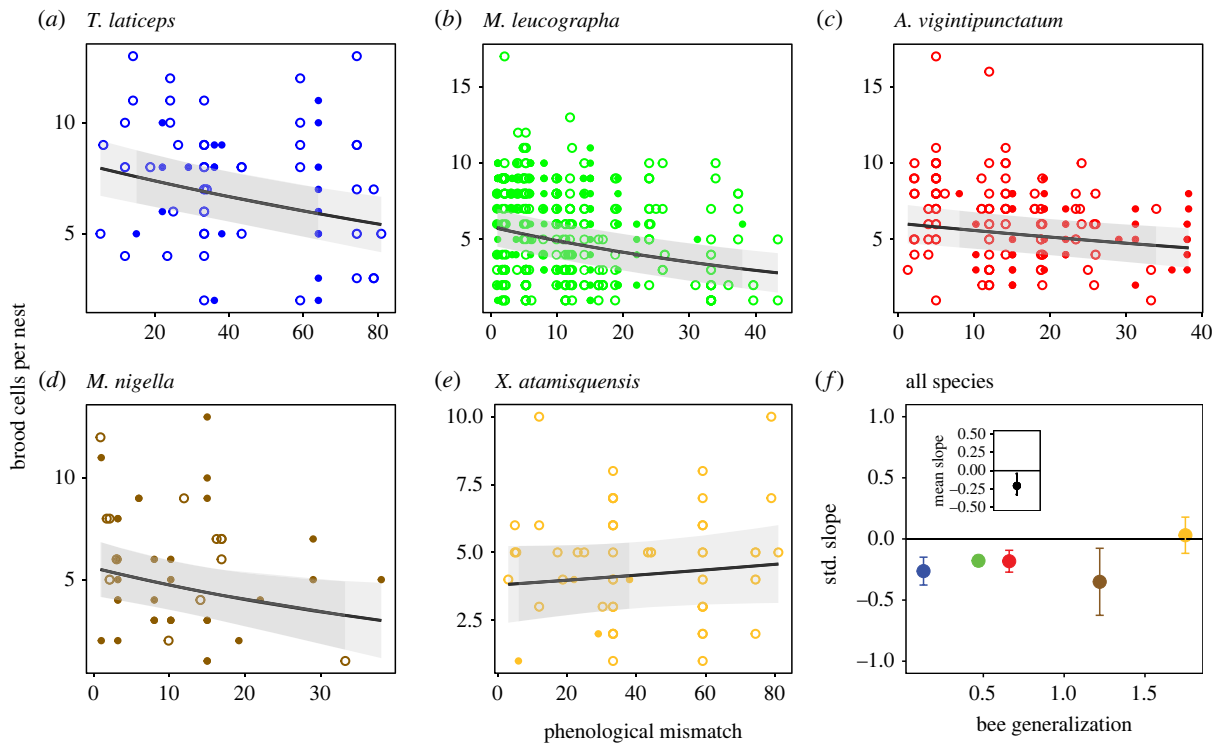 (a) T. laticeps
(b) M. leucographa
(c) A. vigintipunctatum
10
5
20 40 60 80
15
10
5
0 10 20 30 40
15
10
5
0
0 10 20 30 40
brood cells per nest
(d) M. nigella
(e) X. atamisquensis
(f) all species
10
5
0 10 20 30
10.0
7.5
5.0
2.5
0 20 40 60 80
phenological mismatch
std. slope
1.0
0.5
0.0
−0.5
−1.0
mean slope
0.50
0.25
0.00
−0.25
−0.50
0.5 1.0 1.5
bee generalization